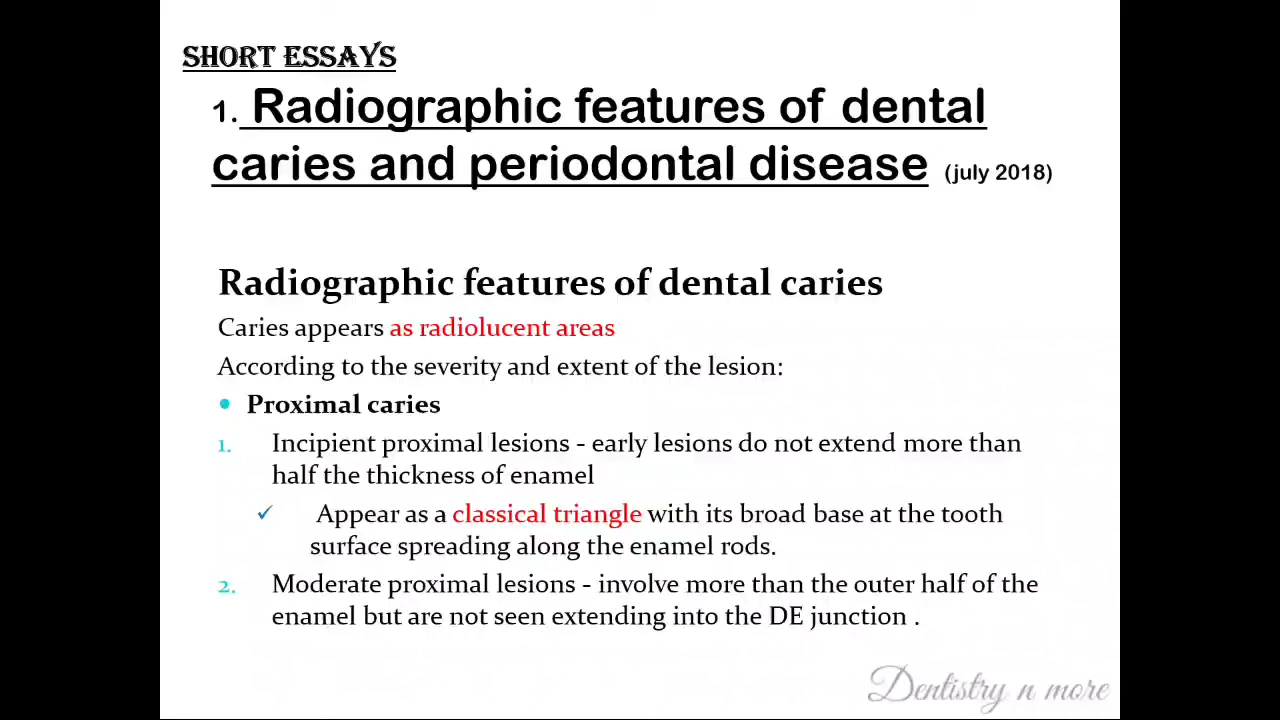 SHORT ESSAYS
1. Radiographic features of dental
caries and periodontal disease (july 2018)
Radiographic features of dental caries
Caries appears as radiolucent areas
According to the severity and extent of the lesion:
• Proximal caries
1. Incipient proximal lesions - early lesions do not extend more than
half the thickness of enamel
✓ Appear as a classical triangle with its broad base at the tooth
surface spreading along the enamel rods.
2. Moderate proximal lesions - involve more than the outer half of the
enamel but are not seen extending into the DE junction .
Dentistry n more